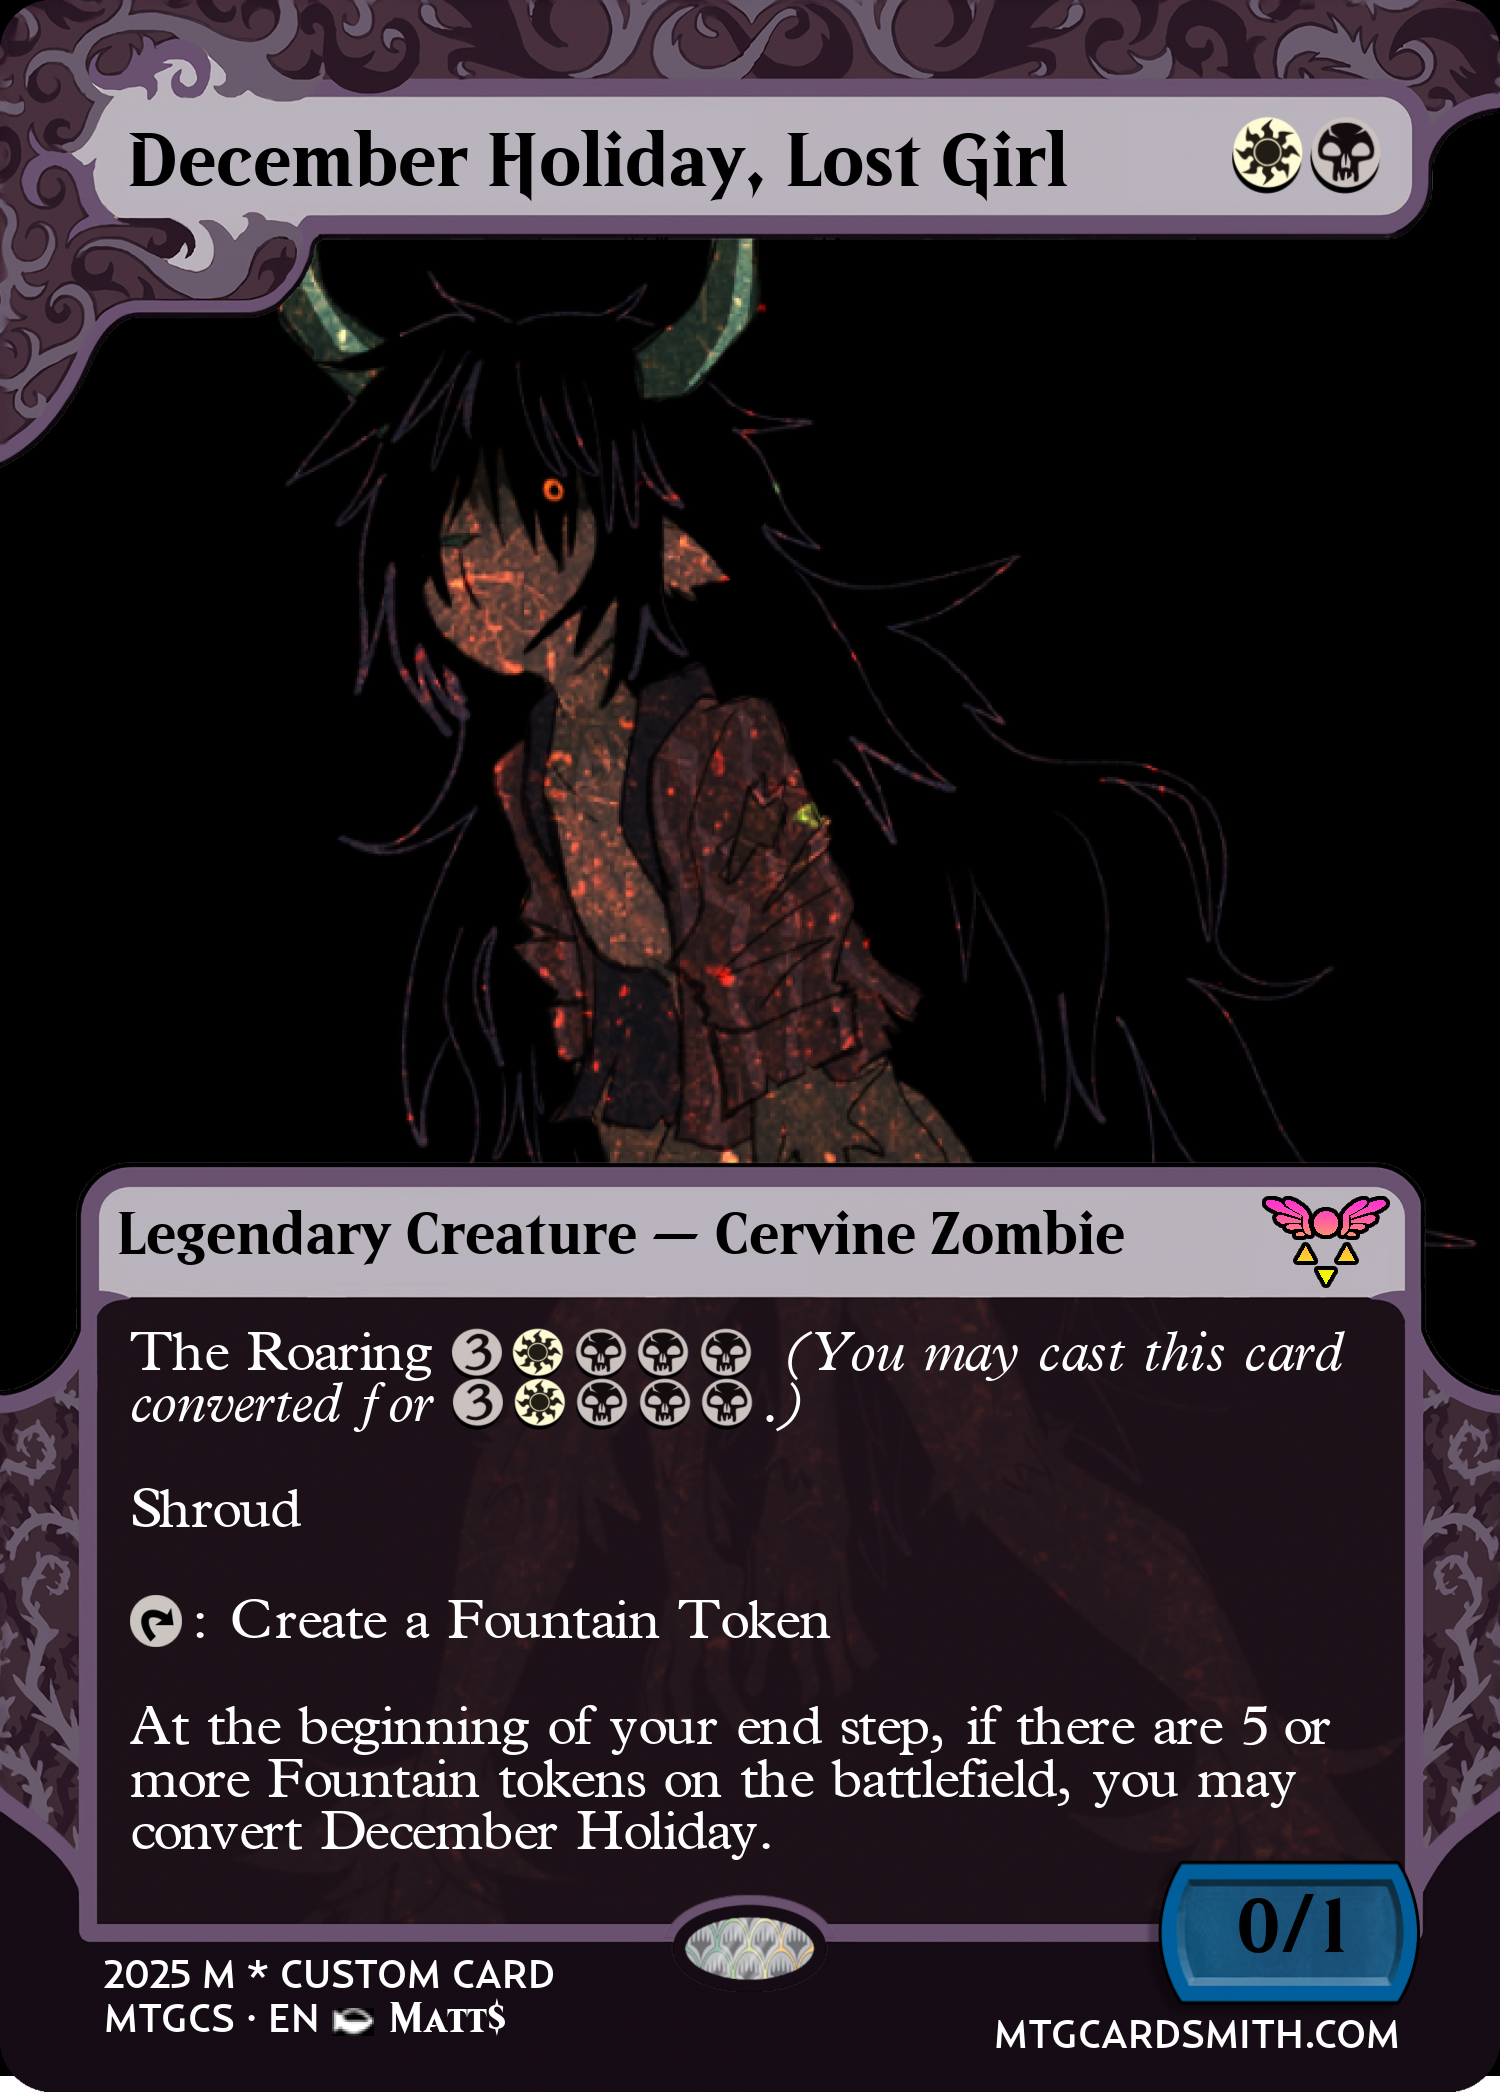 December Holiday, Lost Girl
Legendary Creature — Cervine Zombie
The Roaring 3 (You may cast this card
converted for 3 .)
Shroud
: Create a Fountain Token
At the beginning of your end step, if there are 5 or
more Fountain tokens on the battlefield, you may
convert December Holiday.
0/1
2025 M * CUSTOM CARD
MTGCS · EN Matt$
MTGCARDSMITH.COM